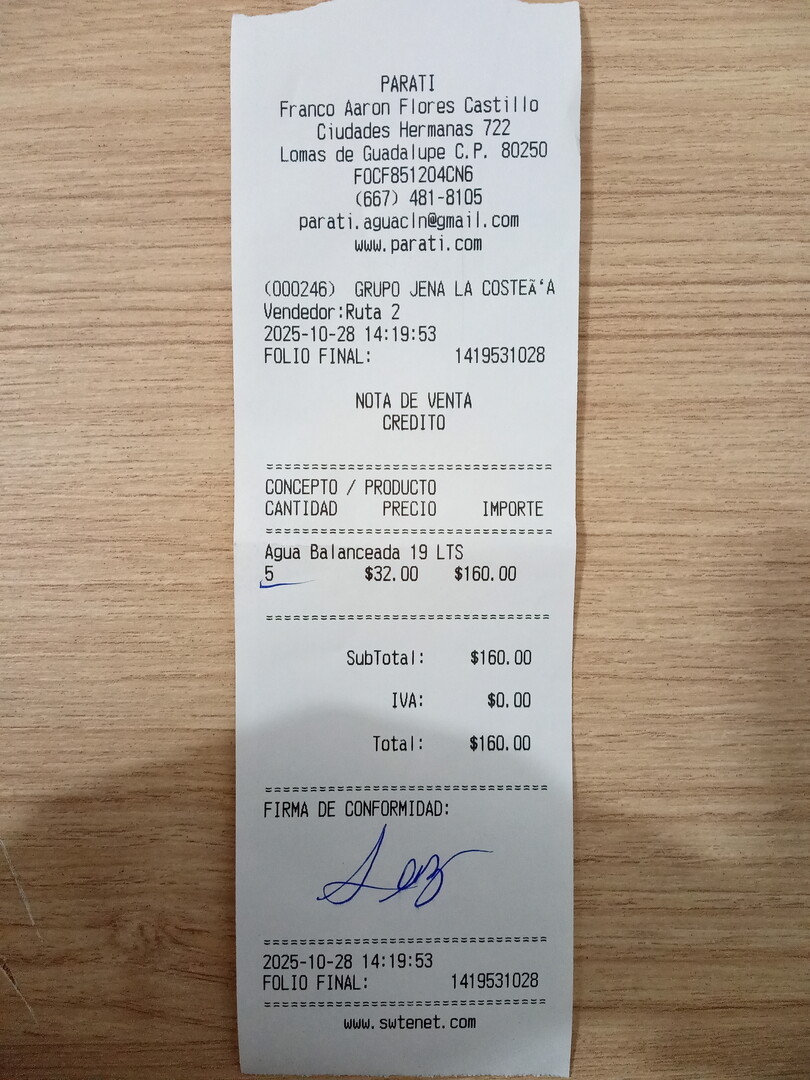 PARATI
Franco Aaron Flores Castillo
Ciudades Hermanas 722
Lomas de Guadalupe C.P. 80250
FOCF851204CN6
(667) 481-8105
parati.aguacln@gmail.com
www.parati.com
(000246) GRUPO JENA LA COSTEÃ‘A
Vendedor:Ruta 2
2025-10-28 14:19:53
FOLIO FINAL: 1419531028
NOTA DE VENTA
CREDITO
CONCEPTO / PRODUCTO
CANTIDAD PRECIO IMPORTE
Agua Balanceada 19 LTS
5 $32.00 $160.00
SubTotal: $160.00
IVA: $0.00
Total: $160.00
FIRMA DE CONFORMIDAD:
2025-10-28 14:19:53
FOLIO FINAL: 1419531028
www.swtenet.com